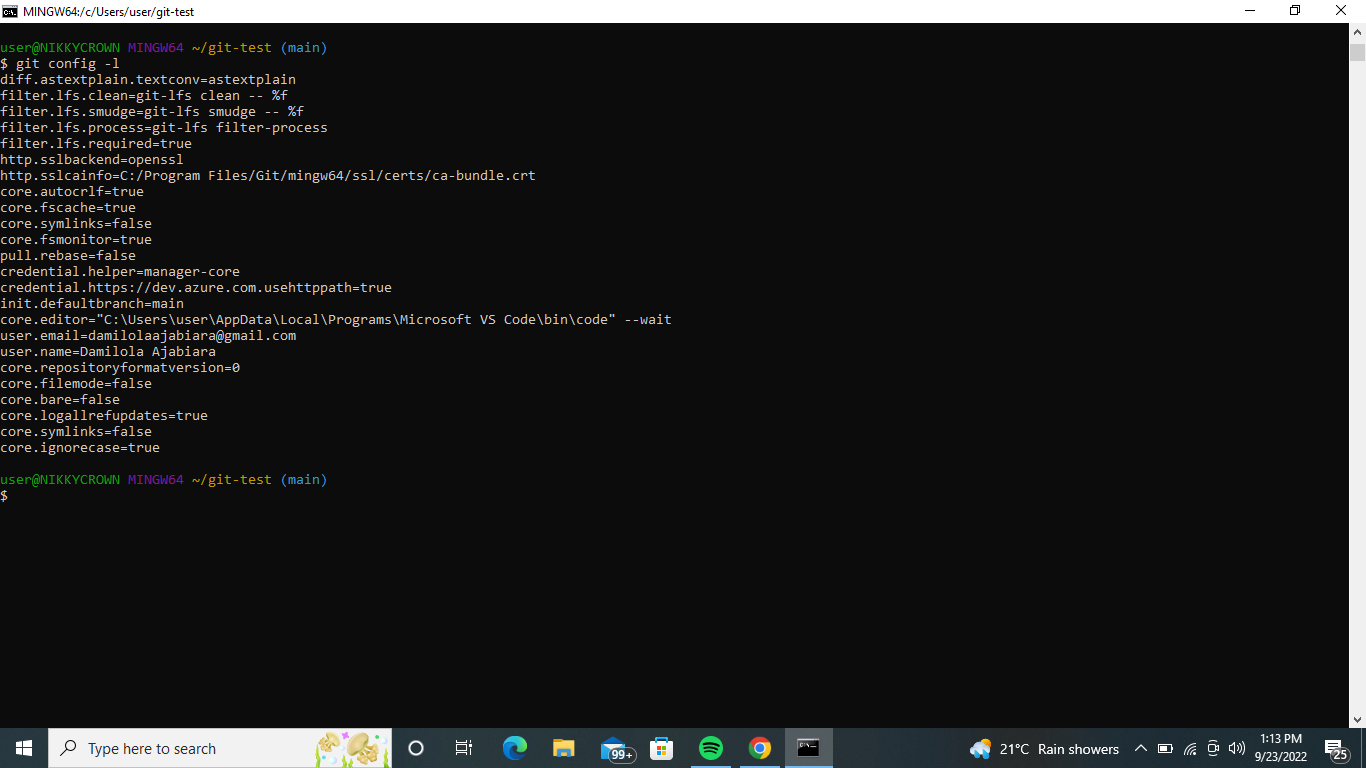 MINGW64:/c/Users/user/git-test
user@NIKKYCROWN MINGW64 ~/git-test (main)
$ git config -l
diff.astextplain.textconv=astextplain
filter.lfs.clean=git-lfs clean -- %f
filter.lfs.smudge=git-lfs smudge -- %f
filter.lfs.process=git-lfs filter-process
filter.lfs.required=true
http.sslbackend=openssl
http.sslcainfo=C:/Program Files/Git/mingw64/ssl/certs/ca-bundle.crt
core.autocrlf=true
core.fscache=true
core.symlinks=false
core.fsmonitor=true
pull.rebase=false
credential.helper=manager-core
credential.https://dev.azure.com.usehttppath=true
init.defaultbranch=main
core.editor="C:\Users\user\AppData\Local\Programs\Microsoft VS Code\bin\code" --wait
user.email=damilolaajabiara@gmail.com
user.name=Damilola Ajabiara
core.repositoryformatversion=0
core.filemode=false
core.bare=false
core.logallrefupdates=true
core.symlinks=false
core.ignorecase=true
user@NIKKYCROWN MINGW64 ~/git-test (main)
$
Type here to search
99+
21°C Rain showers
1:13 PM
9/23/2022
25